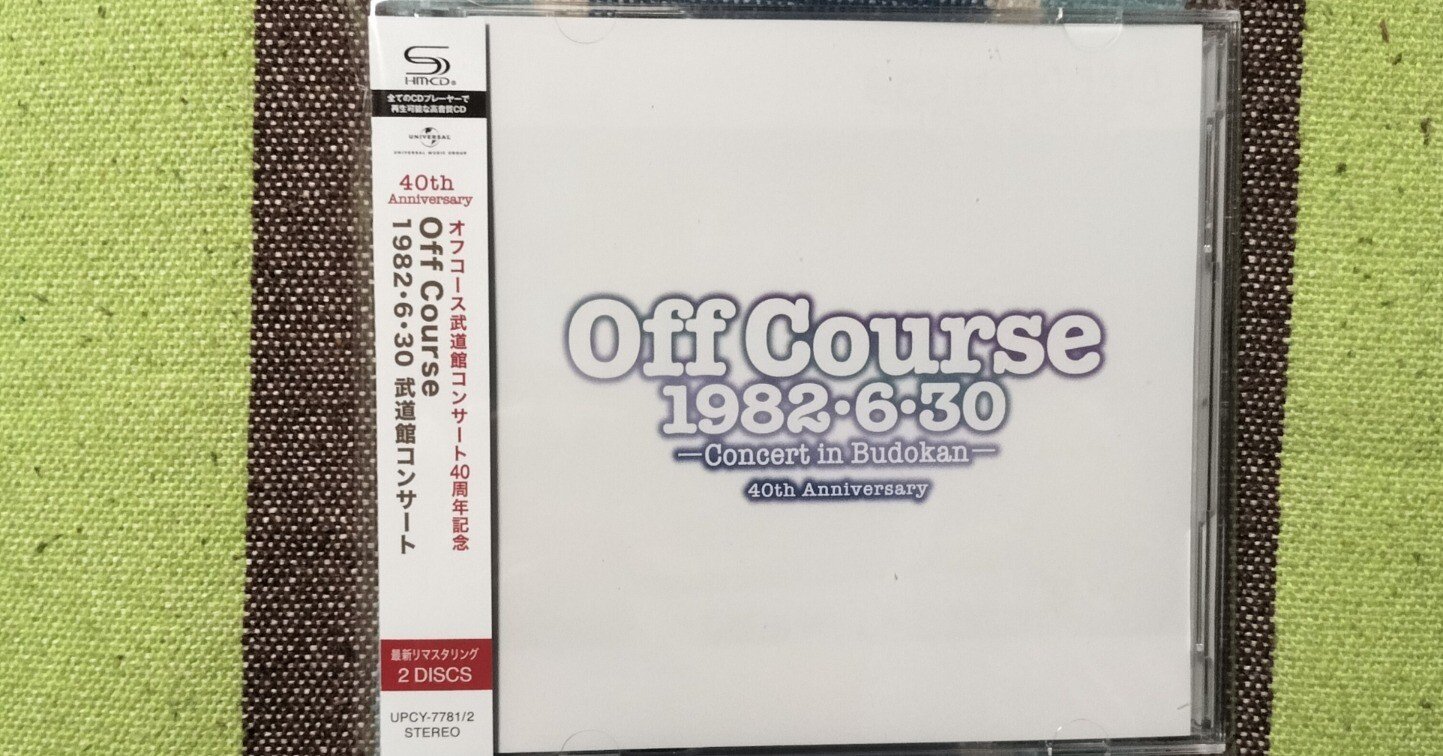 SHM-CD®
全てのCDプレーヤーで
再生可能な高音質CD
UNIVERSAL
UNIVERSAL MUSIC GROUP
40th
Anniversary
オフコース武道館コンサート40周年記念
Off Course
1982・6・30 武道館コンサート
最新リマスタリング
2 DISCS
UPCY-7781/2
STEREO
Off Course
1982・6・30
—Concert in Budokan—
40th Anniversary